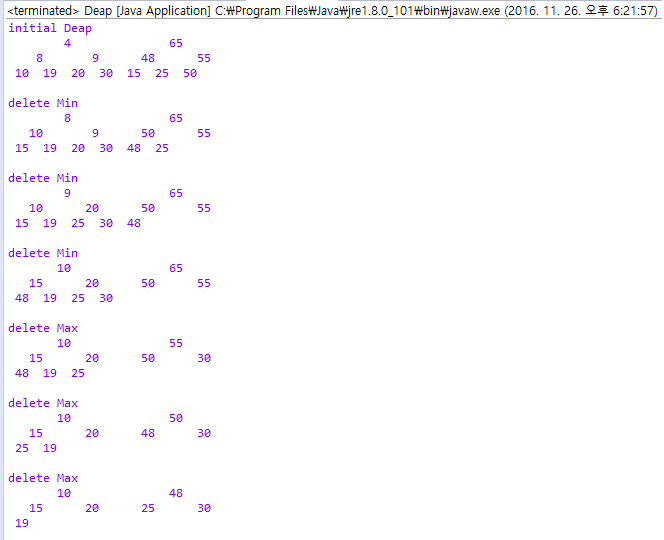 <terminated> Deap [Java Application] C:₩Program Files₩Java₩jre1.8.0_101₩bin₩javaw.exe (2016. 11. 26. 오후 6:21:57)
initial Deap
4 65
8 9 48 55
10 19 20 30 15 25 50
delete Min
8 65
10 9 50 55
15 19 20 30 48 25
delete Min
9 65
10 20 50 55
15 19 25 30 48
delete Min
10 65
15 20 50 55
48 19 25 30
delete Max
10 55
15 20 50 30
48 19 25
delete Max
10 50
15 20 48 30
25 19
delete Max
10 48
15 20 25 30
19